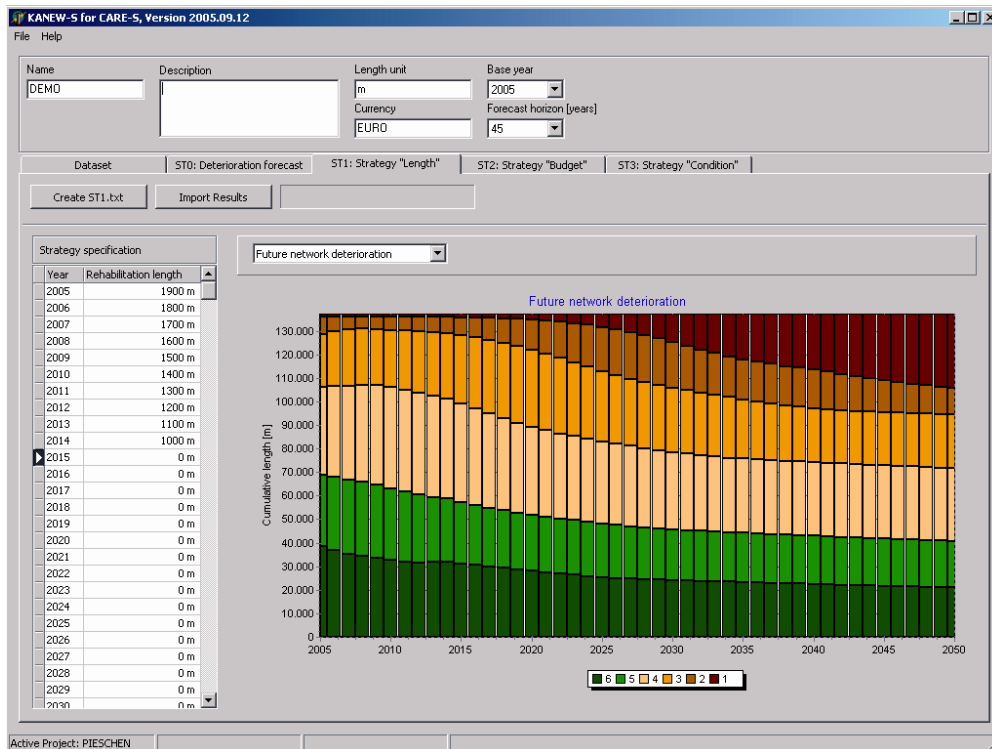 KANEW-S for CARE-S, Version 2005.09.12
File Help
Name Description Length unit Base year
DEMO m 2005
Currency Forecast horizon [years]
EURO 45
Dataset ST0: Deterioration forecast ST1: Strategy "Length" ST2: Strategy "Budget" ST3: Strategy "Condition"
Create ST1.txt Import Results
Strategy specification
Future network deterioration
Year Rehabilitation length
2005 1900 m
2006 1800 m
2007 1700 m
2008 1600 m
2009 1500 m
2010 1400 m
2011 1300 m
2012 1200 m
2013 1100 m
2014 1000 m
2015 0 m
2016 0 m
2017 0 m
2018 0 m
2019 0 m
2020 0 m
2021 0 m
2022 0 m
2023 0 m
2024 0 m
2025 0 m
2026 0 m
2027 0 m
2028 0 m
2029 0 m
2030 0 m
Future network deterioration
Cumulative length [m]
130.000
120.000
110.000
100.000
90.000
80.000
70.000
60.000
50.000
40.000
30.000
20.000
10.000
0
2005 2010 2015 2020 2025 2030 2035 2040 2045 2050
6 5 4 3 2 1
Active Project: PIESCHEN